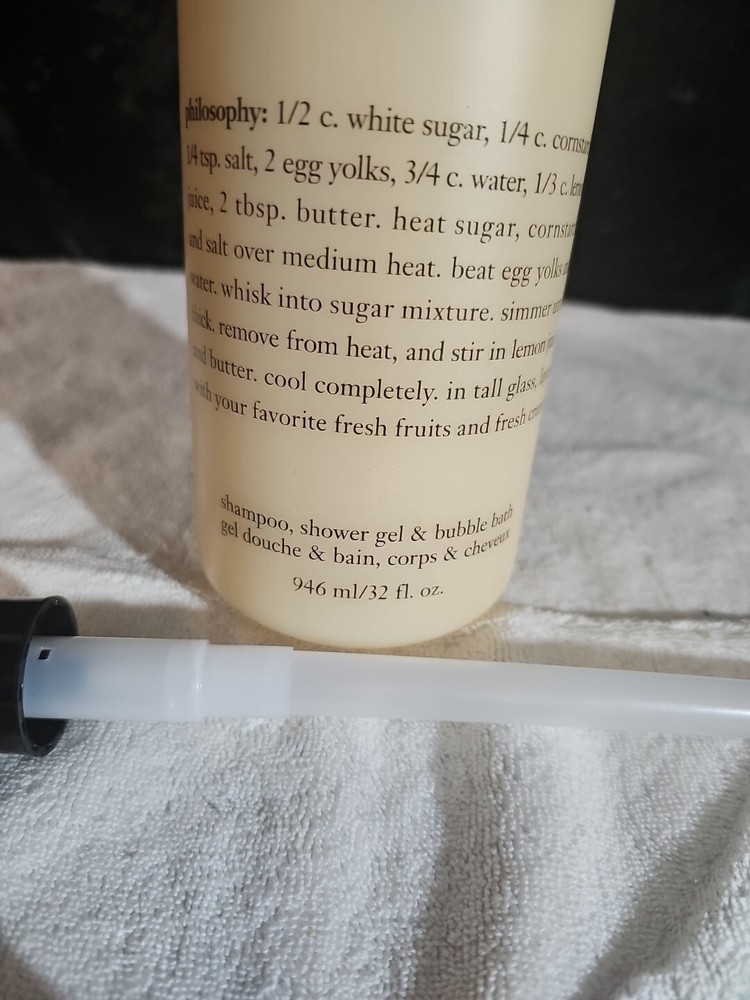 philosophy: 1/2 c. white sugar, 1/4 c.
1/4 tsp. salt, 2 egg yolks, 3/4 c. water, 1/3 c.
juice, 2 tbsp. butter. heat sugar,
and salt over medium heat. beat egg yolks
water. whisk into sugar mixture. simmer
thick. remove from heat, and stir in lemon
and butter. cool completely. in tall glass,
with your favorite fresh fruits and fresh
shampoo, shower gel & bubble bath
gel douche & bain, corps & cheveux
946 ml/32 fl. oz.